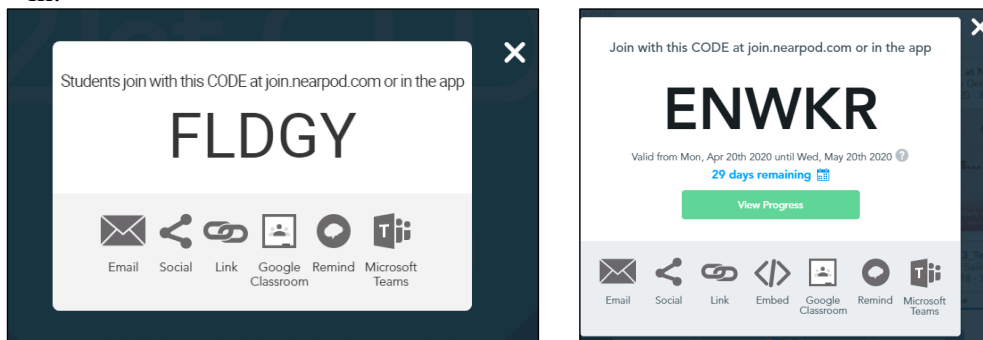 Students join with this CODE at join.nearpod.com or in the app
FLDGY
Email Social Link Google Classroom Remind Microsoft Teams
Join with this CODE at join.nearpod.com or in the app
ENWKR
Valid from Mon, Apr 20th 2020 until Wed, May 20th 2020 ?
29 days remaining
View Progress
Email Social Link Embed Google Classroom Remind Microsoft Teams